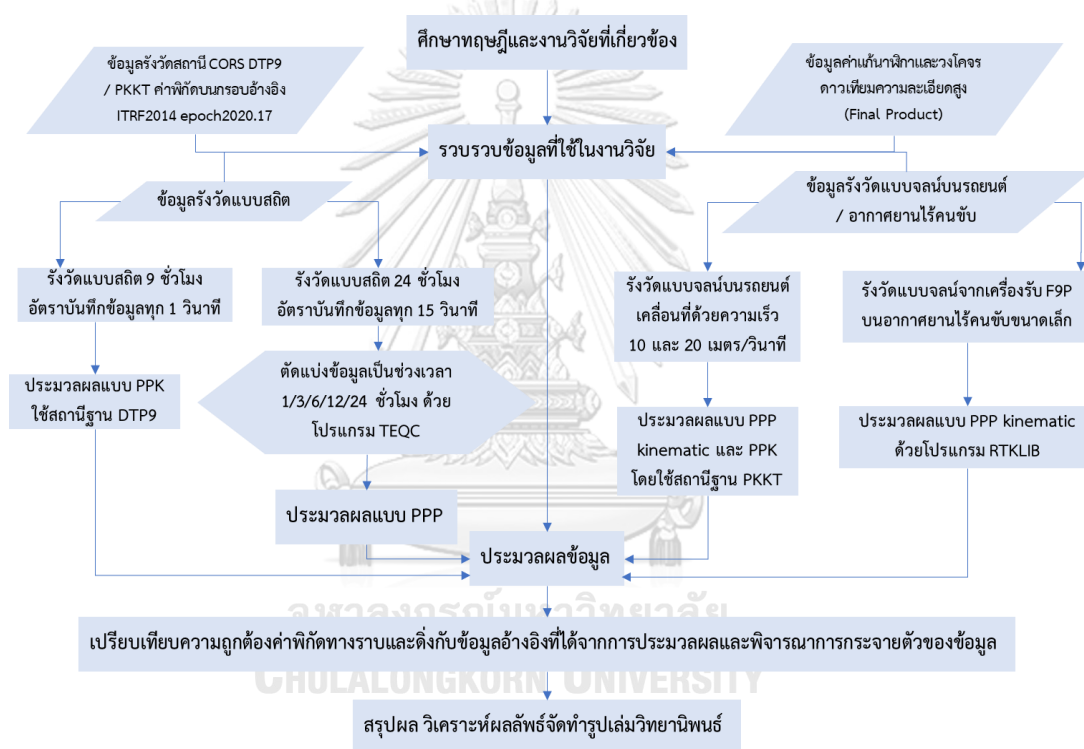 ศึกษาทฤษฎีและงานวิจัยที่เกี่ยวข้อง
ข้อมูลรังวัดสถานี CORS DTP9
/ PKKT ค่าพิกัดบนกรอบอ้างอิง
ITRF2014 epoch2020.17
ข้อมูลค่าแก้นาฬิกาและวงโคจร
ดาวเทียมความละเอียดสูง
(Final Product)
รวบรวบข้อมูลที่ใช้ในงานวิจัย
ข้อมูลรังวัดแบบสถิต
ข้อมูลรังวัดแบบจลน์บนรถยนต์
/ อากาศยานไร้คนขับ
รังวัดแบบสถิต 9 ชั่วโมง
อัตราบันทึกข้อมูลทุก 1 วินาที
รังวัดแบบสถิต 24 ชั่วโมง
อัตราบันทึกข้อมูลทุก 15 วินาที
รังวัดแบบจลน์บนรถยนต์
เคลื่อนที่ด้วยความเร็ว
10 และ 20 เมตร/วินาที
รังวัดแบบจลน์จากเครื่องรับ F9P
บนอากาศยานไร้คนขับขนาดเล็ก
ประมวลผลแบบ PPK
ใช้สถานีฐาน DTP9
ตัดแบ่งข้อมูลเป็นช่วงเวลา
1/3/6/12/24 ชั่วโมง ด้วย
โปรแกรม TEQC
ประมวลผลแบบ PPP
kinematic และ PPK
โดยใช้สถานีฐาน PKKT
ประมวลผลแบบ PPP kinematic
ด้วยโปรแกรม RTKLIB
ประมวลผลแบบ PPP
ประมวลผลข้อมูล
จุฬาลงกรณ์มหาวิทยาลัย
เปรียบเทียบความถูกต้องค่าพิกัดทางราบและดิ่งกับข้อมูลอ้างอิงที่ได้จากการประมวลผลและพิจารณาการกระจายตัวของข้อมูล
CHULALONGKORN UNIVERSITY
สรุปผล วิเคราะห์ผลลัพธ์จัดทำรูปเล่มวิทยานิพนธ์